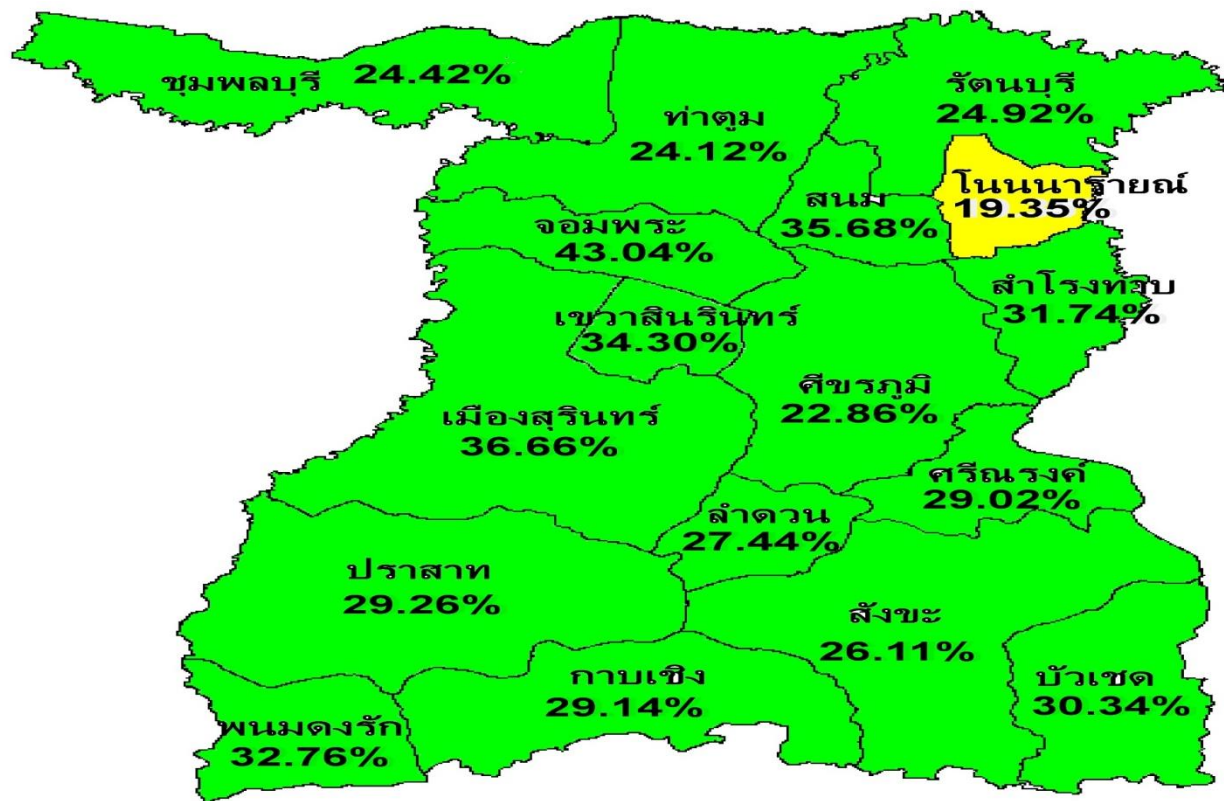 ชุมพลบุรี 24.42%
รัตนบุรี
24.92%
ท่าตูม
24.12%
โนนนารายณ์
19.35%
สนม
35.68%
จอมพระ
43.04%
สำโรงทาบ
31.74%
เขวาสินรินทร์
34.30%
ศีขรภูมิ
22.86%
เมืองสุรินทร์
36.66%
ศรีณรงค์
29.02%
ลำดวน
27.44%
ปราสาท
29.26%
สังขะ
26.11%
กาบเชิง
29.14%
บัวเชด
30.34%
พนมดงรัก
32.76%